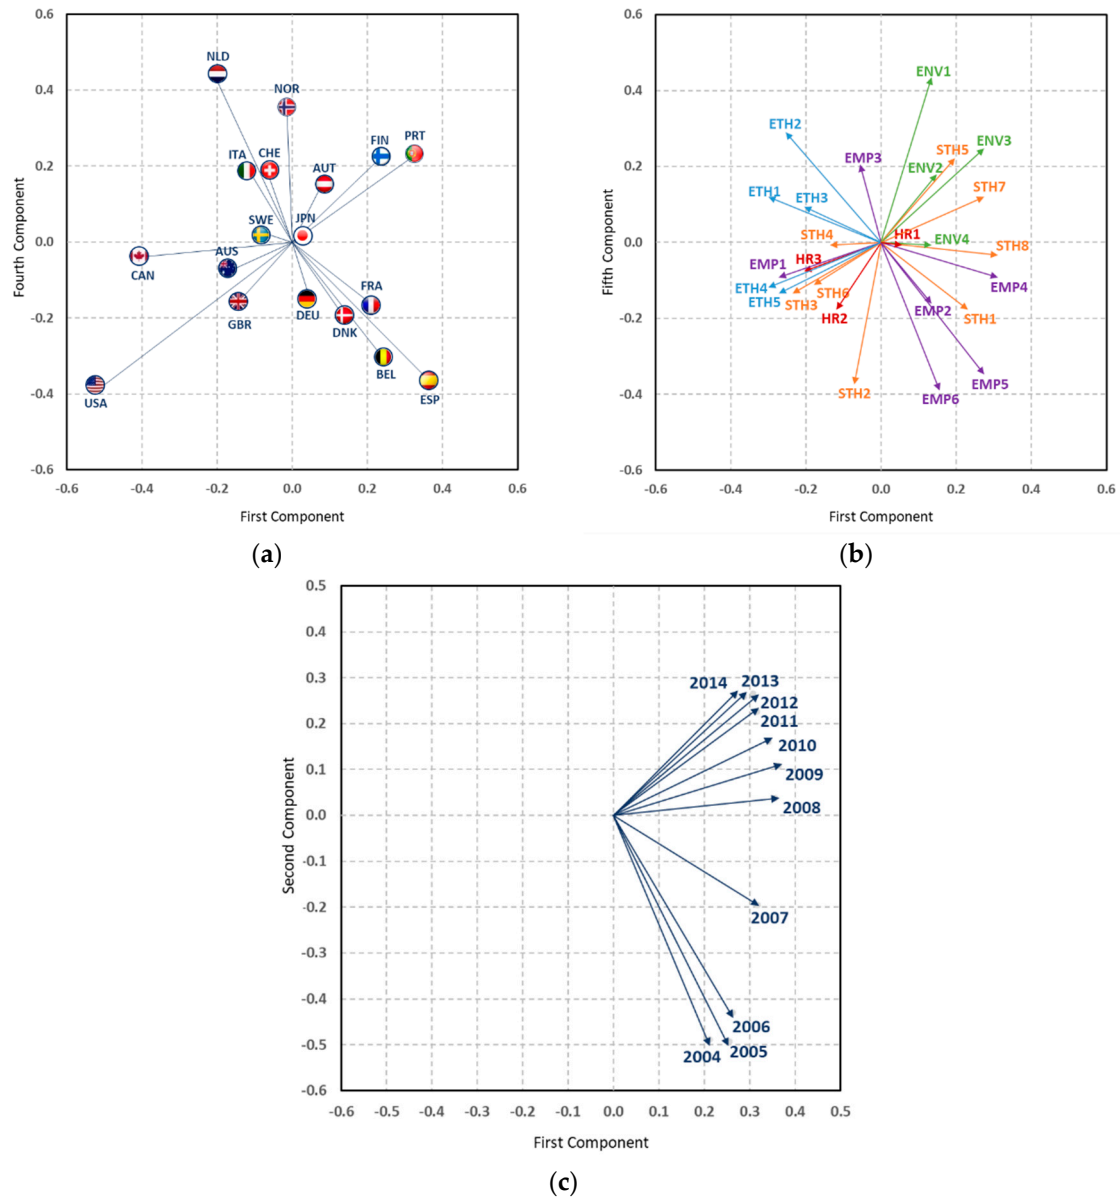 0.6
0.4
0.2
0.0
-0.2
-0.4
-0.6
-0.6
-0.4
-0.2
0.0
0.2
0.4
0.6
Fourth Component
First Component
NLD
NOR
FIN
PRT
ITA
CHE
AUT
SWE
JPN
AUS
CAN
GBR
DEU
FRA
DNK
BEL
USA
ESP
(a)
0.6
0.4
0.2
0.0
-0.2
-0.4
-0.6
-0.6
-0.4
-0.2
0.0
0.2
0.4
0.6
Fifth Component
First Component
ENV1
ETH2
EMP3
STH5
ENV3
ENV2
ETH1
ETH3
STH7
STH4
HR1
ENV4
STH8
EMP1
HR3
ETH4
ETH5
STH3
STH6
HR2
EMP2
EMP4
STH1
STH2
EMP6
EMP5
(b)
0.5
0.4
0.3
0.2
0.1
0.0
-0.1
-0.2
-0.3
-0.4
-0.5
-0.6
-0.6
-0.5
-0.4
-0.3
-0.2
-0.1
0.0
0.1
0.2
0.3
0.4
0.5
Second Component
First Component
2014
2013
2012
2011
2010
2009
2008
2007
2006
2004
2005
(c)